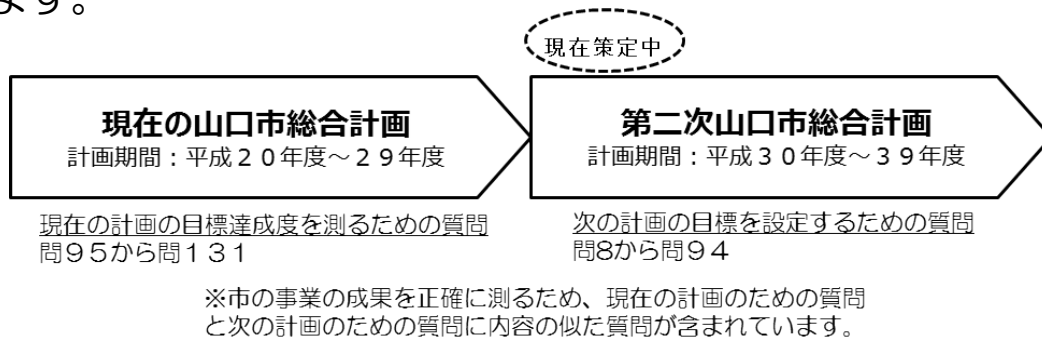 ます。
現在策定中
現在の山口市総合計画
計画期間：平成２０年度～２９年度
第二次山口市総合計画
計画期間：平成３０年度～３９年度
現在の計画の目標達成度を測るための質問
問９５から問１３１
次の計画の目標を設定するための質問
問8から問９４
※市の事業の成果を正確に測るため、現在の計画のための質問
と次の計画のための質問に内容の似た質問が含まれています。